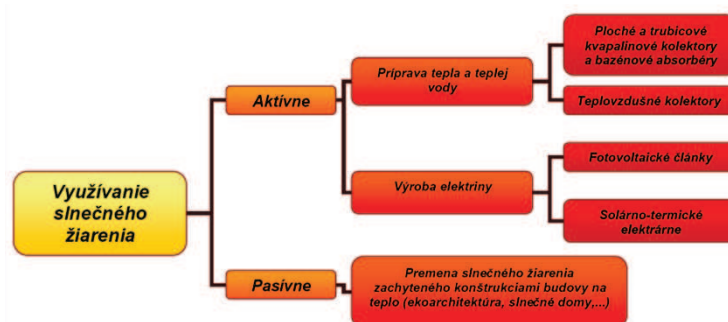 Využívanie
slnečného
žiarenia
Aktívne
Príprava tepla a teplej
vody
Ploché a trubicové
kvapalinové kolektory
a bazénové absorbéry
Teplovzdušné kolektory
Výroba elektriny
Fotovoltaické články
Solárno-termické
elektrárne
Pasívne
Premena slnečného žiarenia
zachyteného konštrukciami budovy na
teplo (ekoarchitektúra, slnečné domy,...)